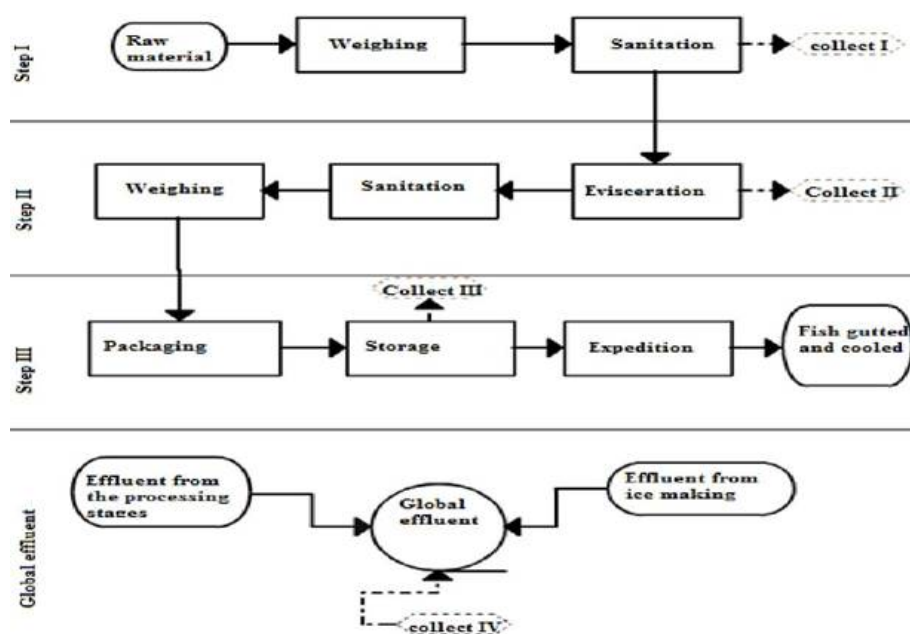 Step I
Raw
material
Weighing
Sanitation
collect I
Step II
Weighing
Sanitation
Evisceration
Collect II
Step III
Collect III
Packaging
Storage
Expedition
Fish gutted
and cooled
Global effluent
Effluent from
the processing
stages
Global
effluent
Effluent from
ice making
collect IV